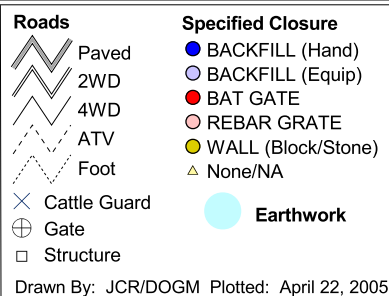 Roads
Paved
2WD
4WD
ATV
Foot
Cattle Guard
Gate
Structure
Specified Closure
BACKFILL (Hand)
BACKFILL (Equip)
BAT GATE
REBAR GRATE
WALL (Block/Stone)
None/NA
Earthwork
Drawn By: JCR/DOGM Plotted: April 22, 2005